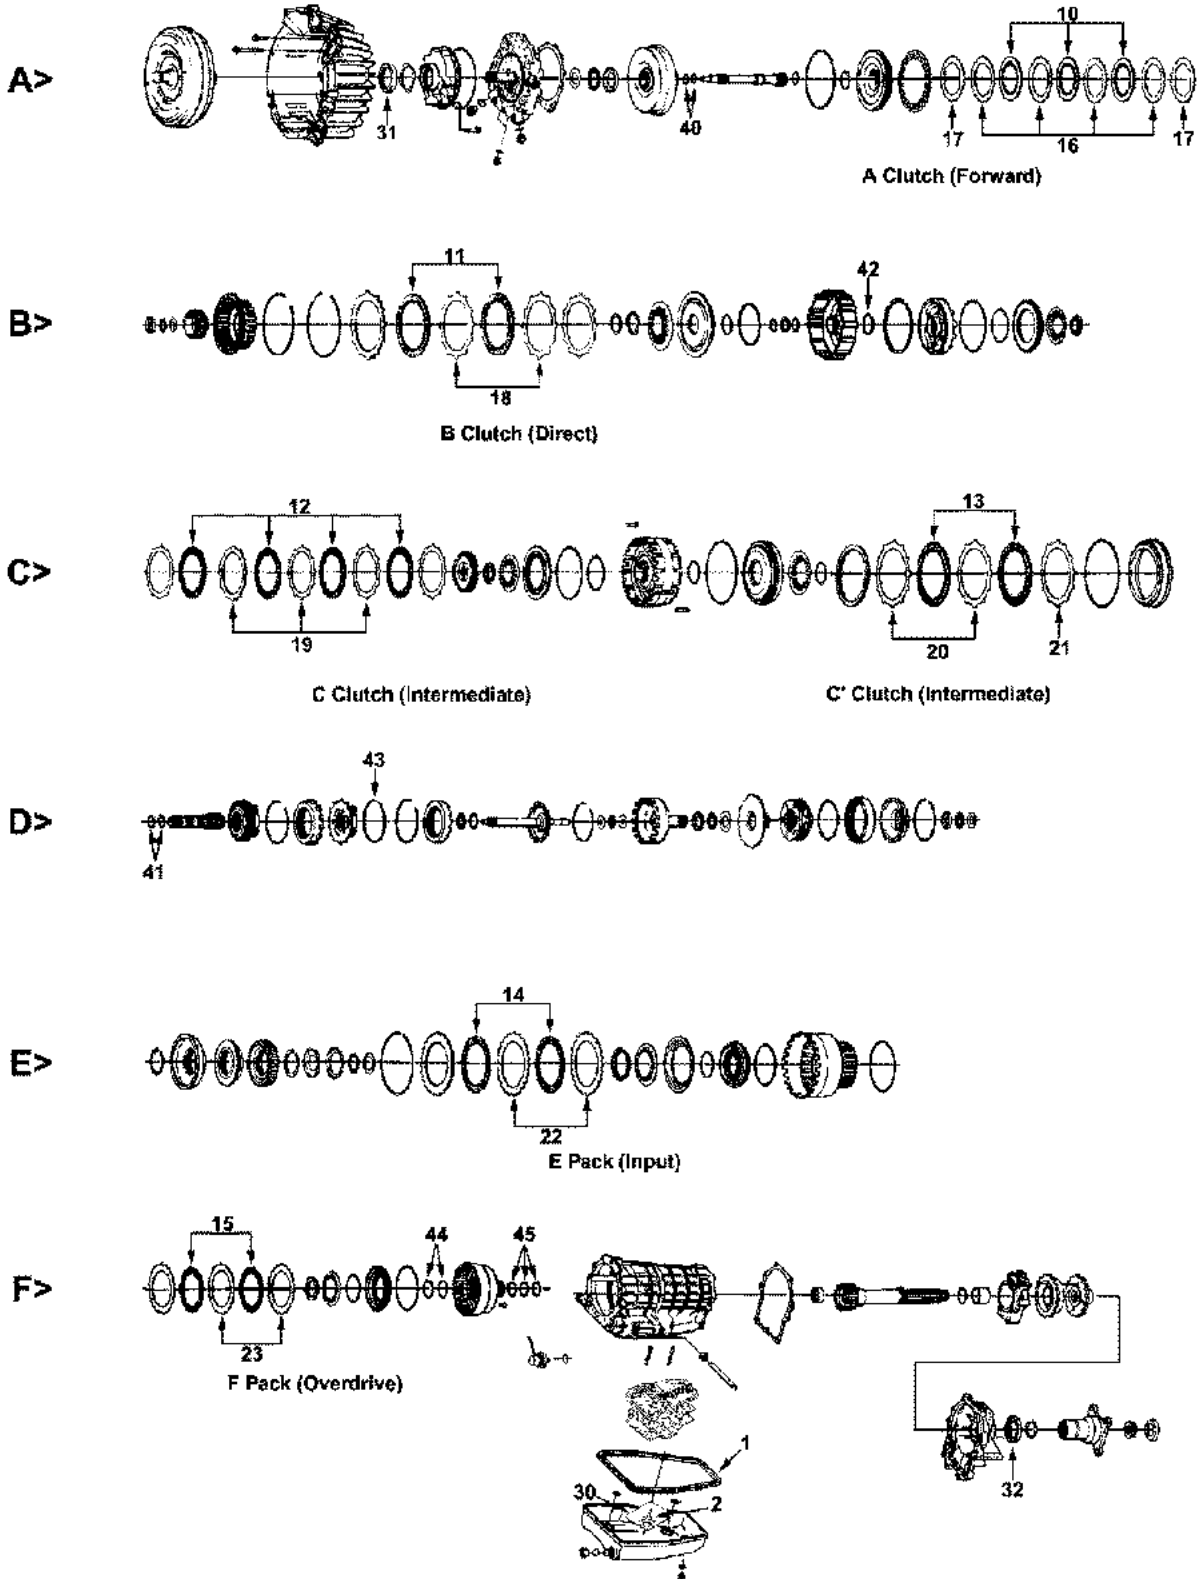 10
A>
31
40
17
16
17
A Clutch (Forward)
11
42
B>
18
B Clutch (Direct)
12
13
C>
19
20
21
C Clutch (Intermediate)
C' Clutch (Intermediate)
43
D>
41
14
E>
22
E Pack (Input)
15
44
45
F>
23
F Pack (Overdrive)
1
30
2
32